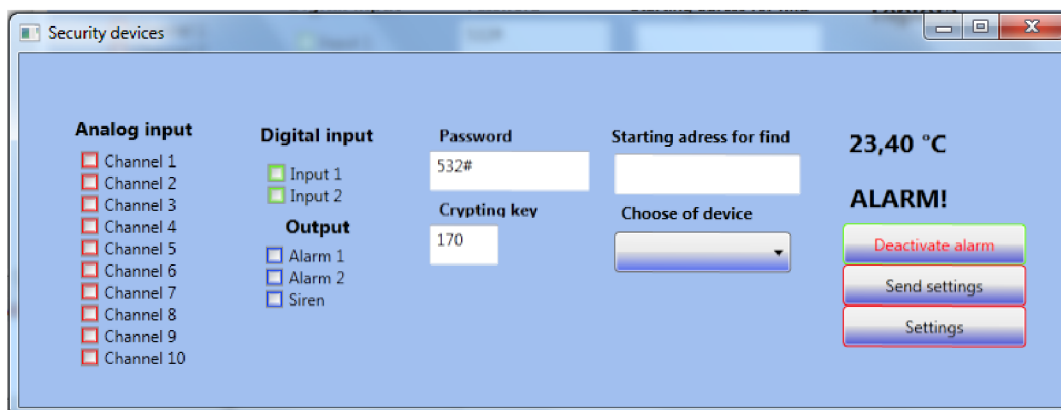 Security devices
Analog input
Channel 1
Channel 2
Channel 3
Channel 4
Channel 5
Channel 6
Channel 7
Channel 8
Channel 9
Channel 10
Digital input
Input 1
Input 2
Output
Alarm 1
Alarm 2
Siren
Password
532#
Crypting key
170
Starting adress for find
Choose of device
23,40 °C
ALARM!
Deactivate alarm
Send settings
Settings